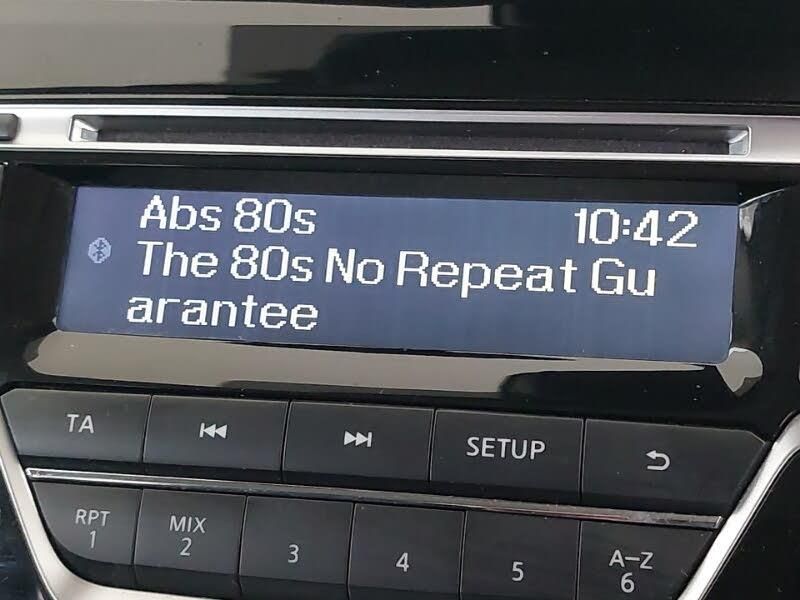 Abs 80s 10:42
The 80s No Repeat Gu
arantee
TA SETUP
RPT MIX A-Z
1 2 3 4 5 6